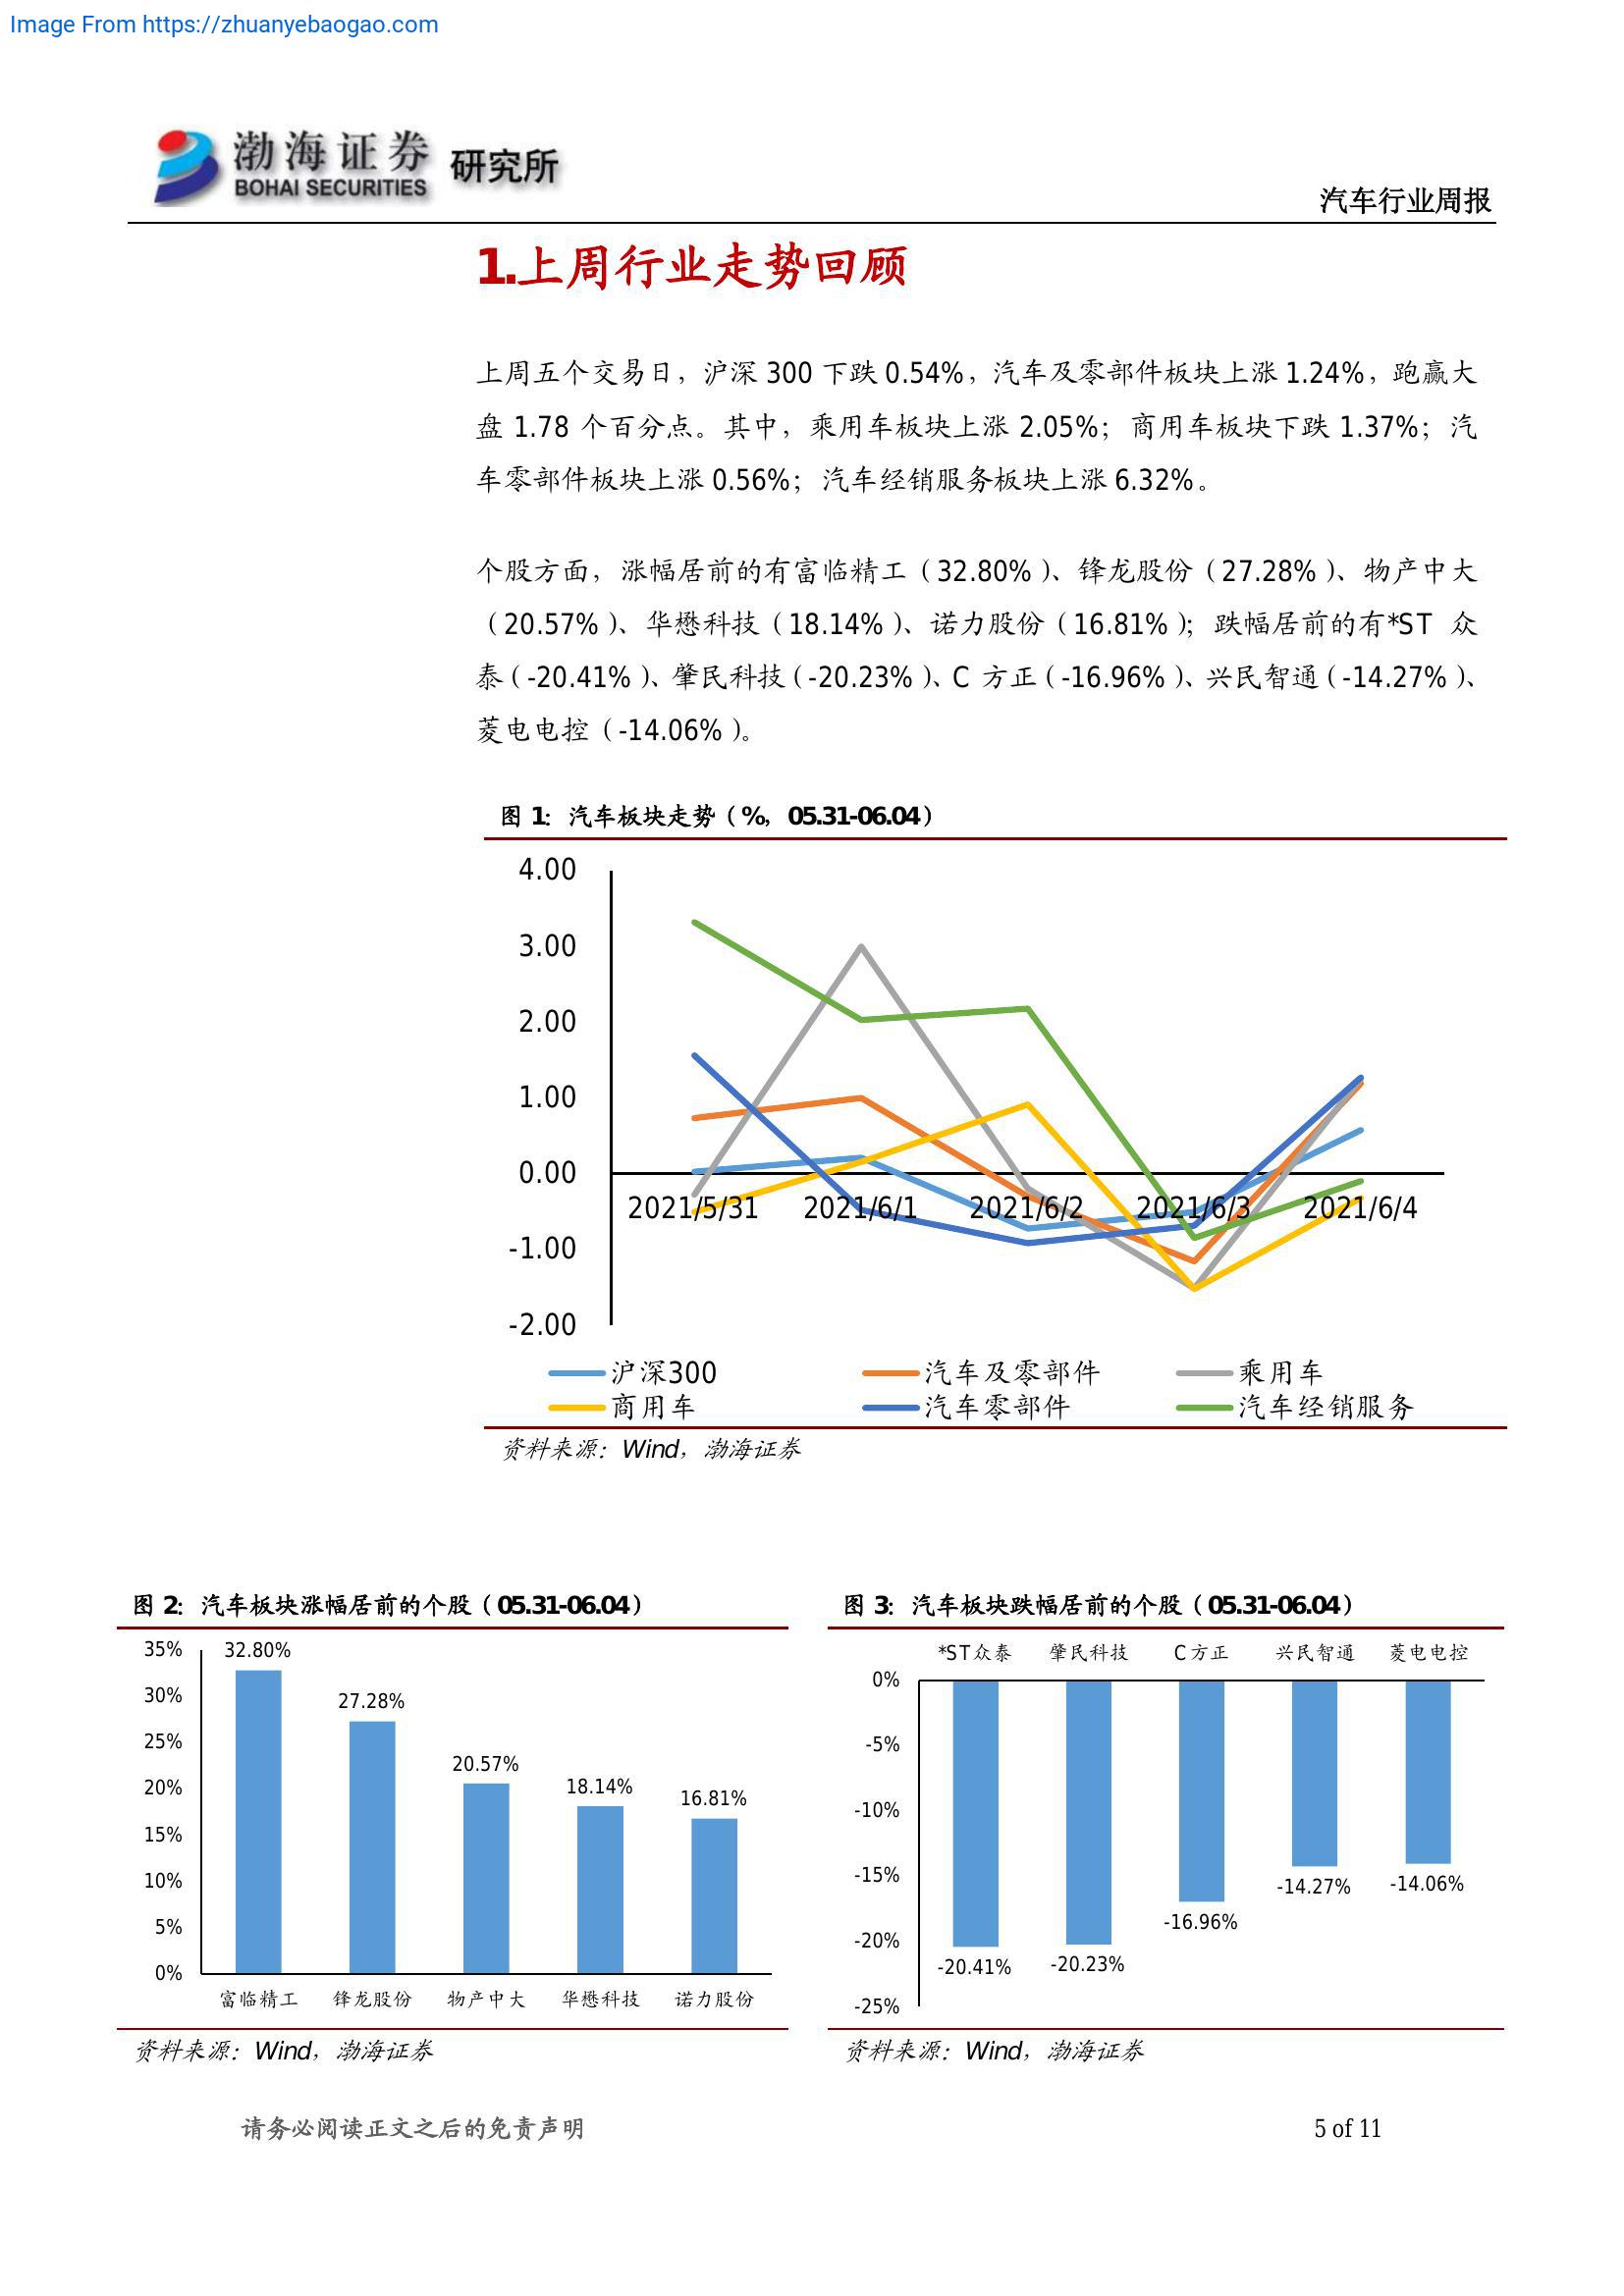 Image From https://zhuanyebaogao.com
渤海证券 研究所
BOHAI SECURITIES
汽车行业周报
1.上周行业走势回顾
上周五个交易日，沪深 300 下跌 0.54%，汽车及零部件板块上涨 1.24%，跑赢大
盘 1.78 个百分点。其中，乘用车板块上涨 2.05%；商用车板块下跌 1.37%；汽
车零部件板块上涨 0.56%；汽车经销服务板块上涨 6.32%。
个股方面，涨幅居前的有富临精工（32.80%）、锋龙股份（27.28%）、物产中大
（20.57%）、华懋科技（18.14%）、诺力股份（16.81%）；跌幅居前的有*ST 众
泰（-20.41%）、肇民科技（-20.23%）、C 方正（-16.96%）、兴民智通（-14.27%）、
菱电电控（-14.06%）。
图 1：汽车板块走势（%，05.31-06.04）
4.00
3.00
2.00
1.00
0.00
-1.00
-2.00
2021/5/31 2021/6/1 2021/6/2 2021/6/3 2021/6/4
沪深300 汽车及零部件 乘用车
商用车 汽车零部件 汽车经销服务
资料来源：Wind，渤海证券
图 2：汽车板块涨幅居前的个股（05.31-06.04）
35%
30%
25%
20%
15%
10%
5%
0%
32.80%
27.28%
20.57%
18.14%
16.81%
富临精工 锋龙股份 物产中大 华懋科技 诺力股份
资料来源：Wind，渤海证券
图 3：汽车板块跌幅居前的个股（05.31-06.04）
*ST众泰 肇民科技 C方正 兴民智通 菱电电控
0%
-5%
-10%
-15%
-20%
-25%
-20.41%
-20.23%
-16.96%
-14.27%
-14.06%
资料来源：Wind，渤海证券
请务必阅读正文之后的免责声明
5 of 11